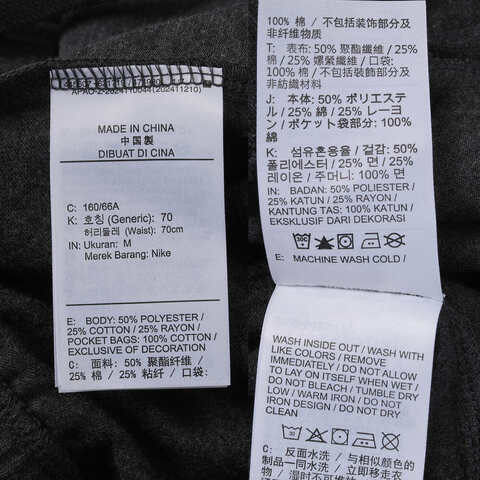 APAO-2-2024110044(20241210)
MADE IN CHINA
中國製
DIBUAT DI CINA
C: 160/66A
K: 호칭 (Generic): 70
허리둘레 (Waist): 70cm
IN: Ukuran: M
Merek Barang: Nike
E: BODY: 50% POLYESTER /
25% COTTON / 25% RAYON /
POCKET BAGS: 100% COTTON /
EXCLUSIVE OF DECORATION
C: 面料: 50% 聚酯纤维 /
25% 棉 / 25% 粘纤 / 口袋:
100% 棉 / 不包括装饰部分及
非纤维物质
T: 表布: 50% 聚酯纖維 / 25%
棉 / 25% 嫘縈纖維 / 口袋:
100% 棉 / 不包括裝飾部分及
非紡織材料
J: 本体: 50% ポリエステ
ル / 25% 綿 / 25% レーヨ
ン / ポケット袋部分: 100%
綿
K: 섬유혼용율 / 겉감: 50%
폴리에스터 / 25% 면 / 25%
레이온 / 주머니: 100% 면
IN: BADAN: 50% POLIESTER /
25% KATUN / 25% RAYON /
KANTUNG TAS: 100% KATUN /
EKSKLUSIF DARI DEKORASI
E: MACHINE WASH COLD /
WASH INSIDE OUT / WASH WITH
LIKE COLORS / REMOVE
IMMEDIATELY / DO NOT ALLOW
TO LAY ON ITSELF WHEN WET /
DO NOT BLEACH / TUMBLE DRY
LOW / WARM IRON / DO NOT
IRON DESIGN / DO NOT DRY
CLEAN
C: 反面水洗 / 与相似颜色的
制品一同水洗 / 立即移走衣
物 / 湿时不可堆